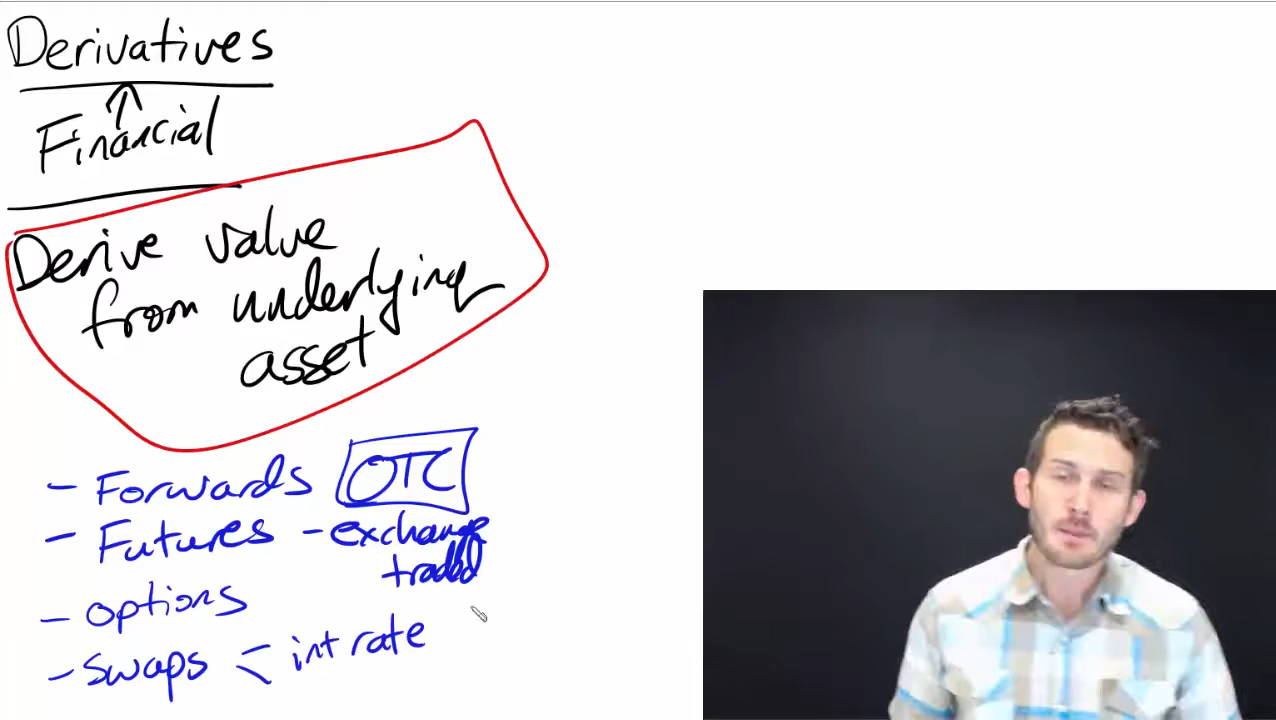 Derivatives
Financial
Derive value
from underlying
asset
- Forwards OTC
- Futures - exchange
traded
- options
- Swaps < int rate